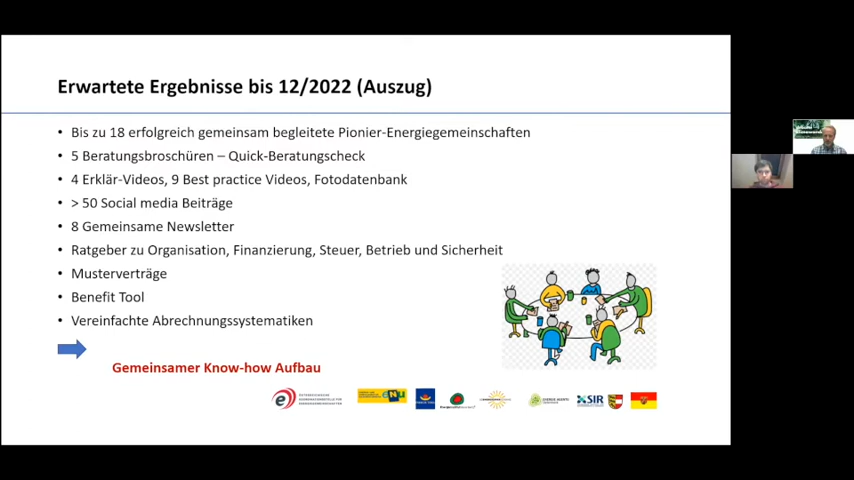 Erwartete Ergebnisse bis 12/2022 (Auszug)
• Bis zu 18 erfolgreich gemeinsam begleitete Pionier-Energiegemeinschaften
• 5 Beratungsbroschüren – Quick-Beratungscheck
• 4 Erklär-Videos, 9 Best practice Videos, Fotodatenbank
• > 50 Social media Beiträge
• 8 Gemeinsame Newsletter
• Ratgeber zu Organisation, Finanzierung, Steuer, Betrieb und Sicherheit
• Musterverträge
• Benefit Tool
• Vereinfachte Abrechnungssystematiken
Gemeinsamer Know-how Aufbau
eNu
SIR